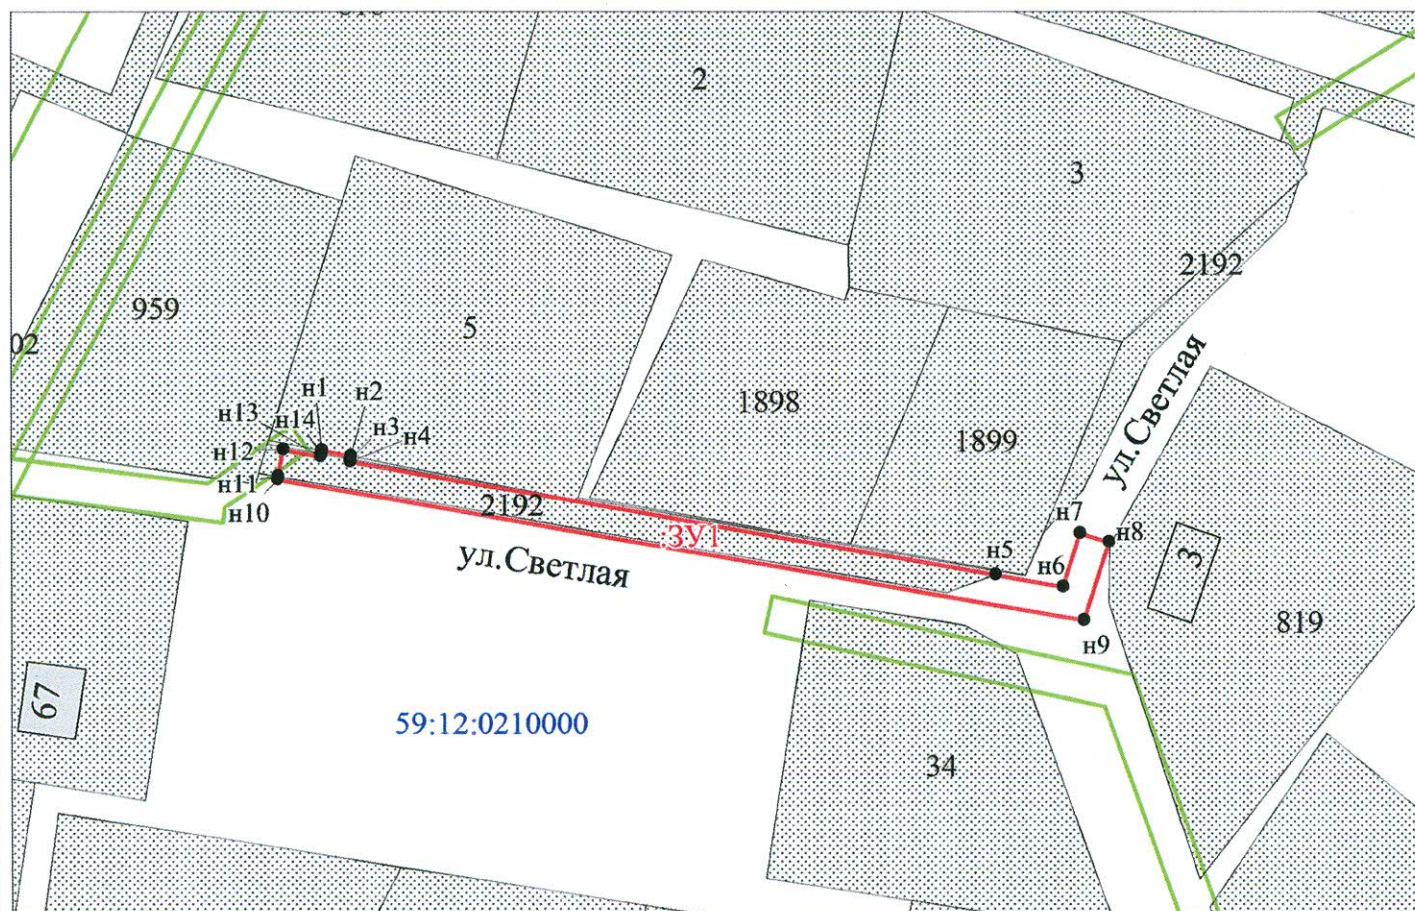 2
3
2192
959
5
02
1898
1899
ул.Светлая
н1
н2
н13
н14
н3
н4
н12
н11
н10
2192
:ЗУ1
ул.Светлая
н5
н6
н7
н8
н9
3
819
67
59:12:0210000
34